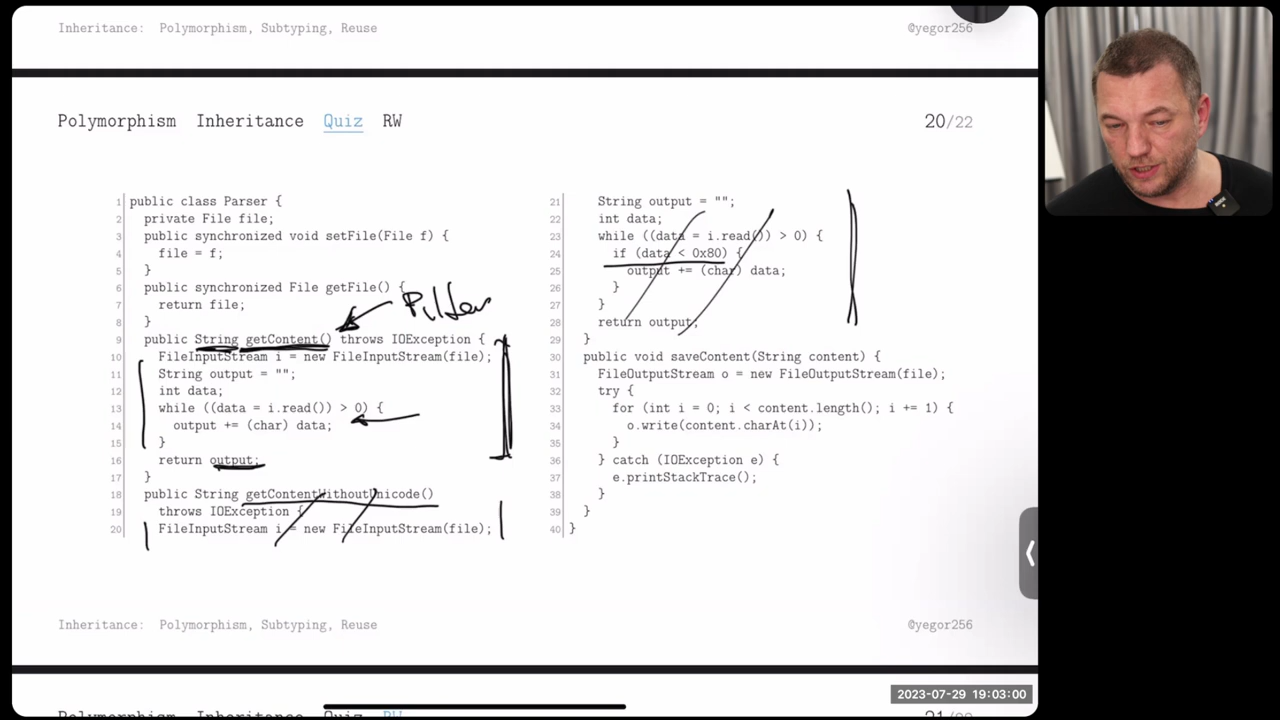 Inheritance: Polymorphism, Subtyping, Reuse
@yegor256
Polymorphism Inheritance Quiz RW
20/22
1 public class Parser {
2 private File file;
3 public synchronized void setFile(File f) {
4 file = f;
5 }
6 public synchronized File getFile() {
7 return file;
8 }
Filter
9 public String getContent() throws IOException {
10 FileInputStream i = new FileInputStream(file);
11 String output = "";
12 int data;
13 while ((data = i.read()) > 0) {
14 output += (char) data;
15 }
16 return output;
17 }
18 public String getContentWithoutUnicode()
19 throws IOException {
20 FileInputStream i = new FileInputStream(file);
21 String output = "";
22 int data;
23 while ((data = i.read()) > 0) {
24 if (data < 0x80) {
25 output += (char) data;
26 }
27 }
28 return output;
29 }
30 public void saveContent(String content) {
31 FileOutputStream o = new FileOutputStream(file);
32 try {
33 for (int i = 0; i < content.length(); i += 1) {
34 o.write(content.charAt(i));
35 }
36 } catch (IOException e) {
37 e.printStackTrace();
38 }
39 }
40 }
Inheritance: Polymorphism, Subtyping, Reuse
@yegor256
2023-07-29 19:03:00